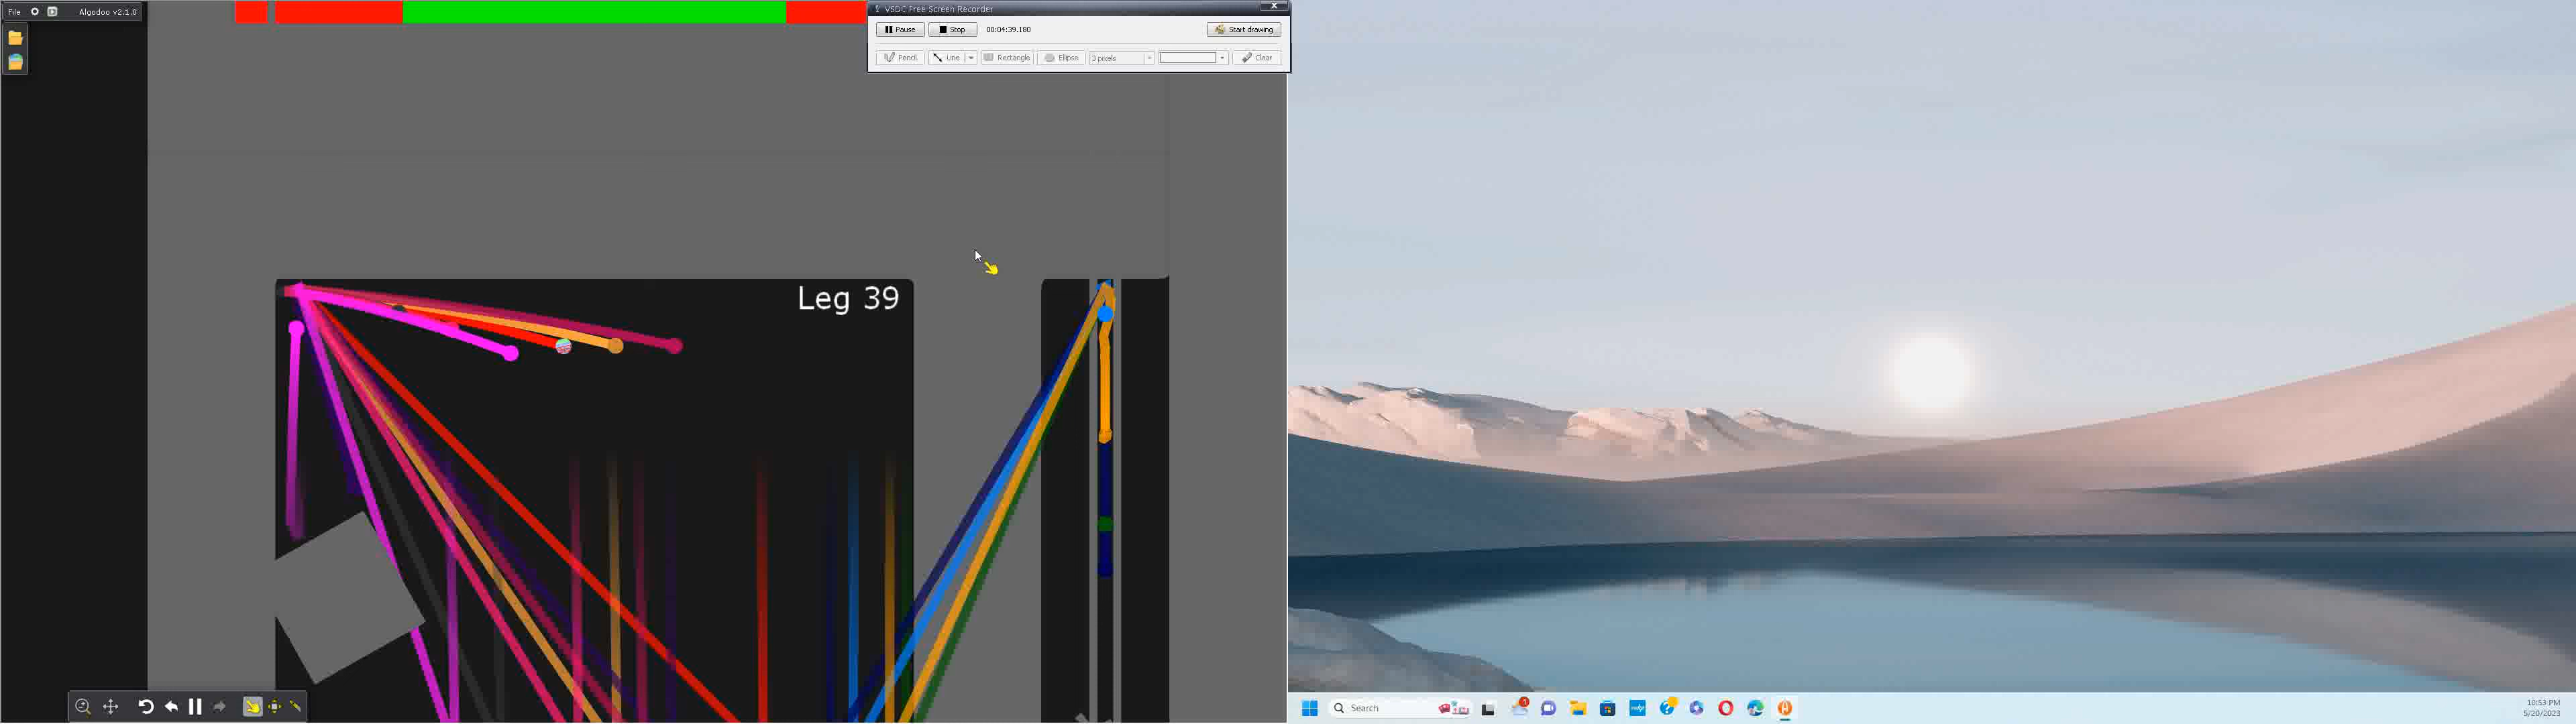 File Algodoo v2.1.0
VSDC Free Screen Recorder
Pause Stop 00:04:39.180 Start drawing
Pencil Line Rectangle Ellipse 3 pixels Clear
Leg 39
Search
10:53 PM
5/20/2023